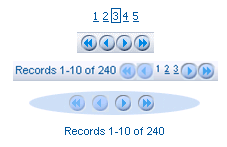 1 2 3 4 5
Records 1-10 of 240 1 2 3
Records 1-10 of 240